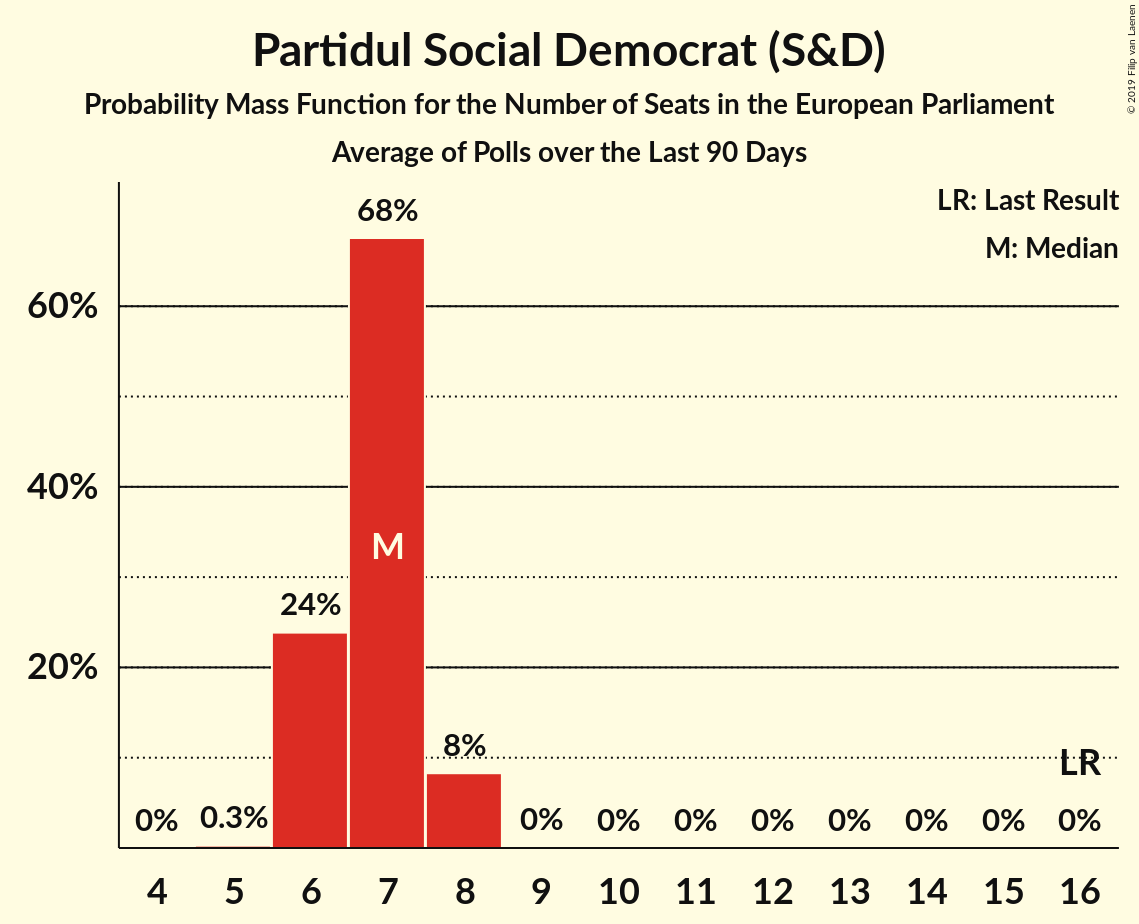 Partidul Social Democrat (S&D)
Probability Mass Function for the Number of Seats in the European Parliament
Average of Polls over the Last 90 Days
© 2019 Filip van Laenen
LR: Last Result
M: Median
68%
60%
40%
M
24%
20%
8%
LR
0% 0.3% 0% 0% 0% 0% 0% 0% 0% 0%
4 5 6 7 8 9 10 11 12 13 14 15 16